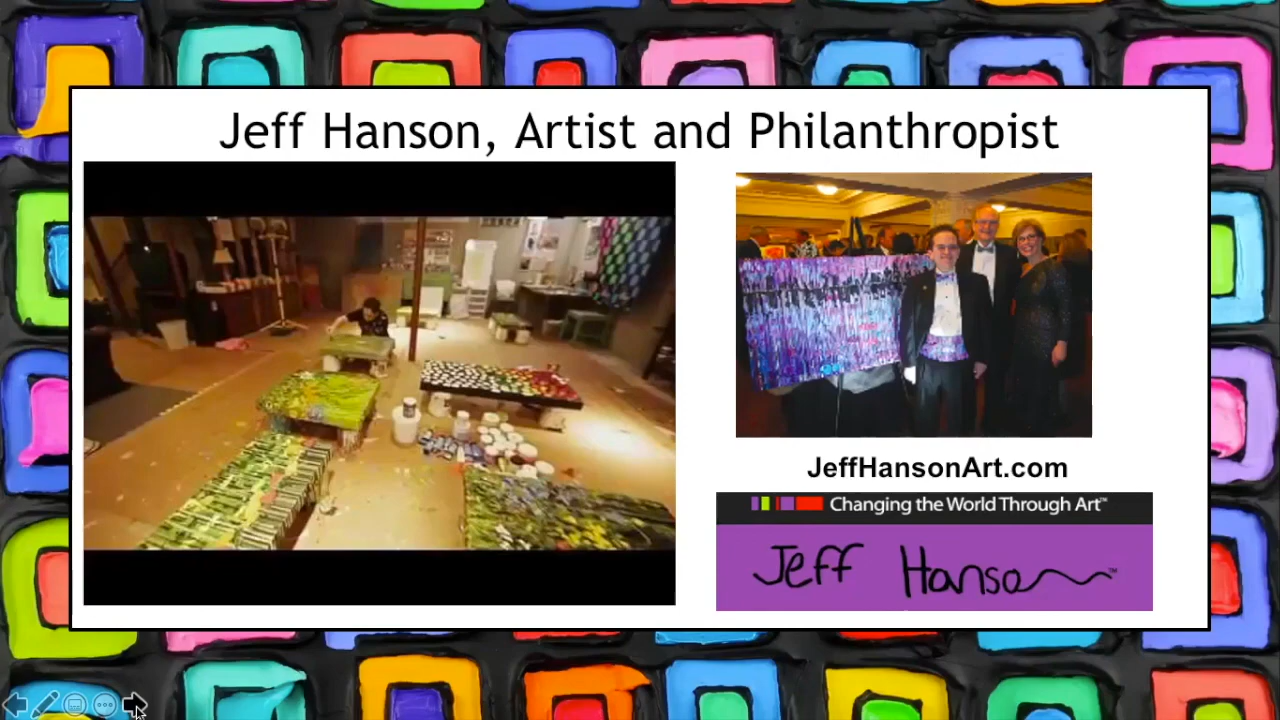 Jeff Hanson, Artist and Philanthropist
JeffHansonArt.com
Changing the World Through Art™
Jeff Hanson™